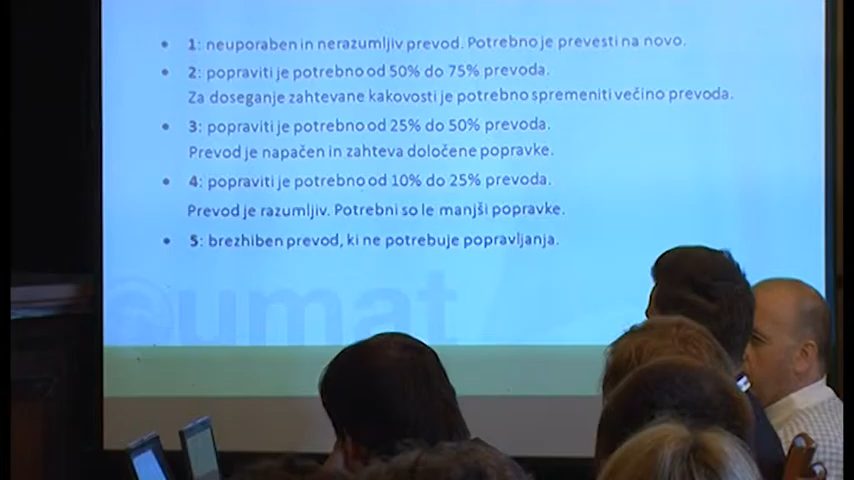 • 1: neuporaben in nerazumljiv prevod. Potrebno je prevesti na novo.
• 2: popraviti je potrebno od 50% do 75% prevoda.
Za doseganje zahtevane kakovosti je potrebno spremeniti večino prevoda.
• 3: popraviti je potrebno od 25% do 50% prevoda.
Prevod je napačen in zahteva določene popravke.
• 4: popraviti je potrebno od 10% do 25% prevoda.
Prevod je razumljiv. Potrebni so le manjši popravke.
• 5: brezhiben prevod, ki ne potrebuje popravljanja.
eumat